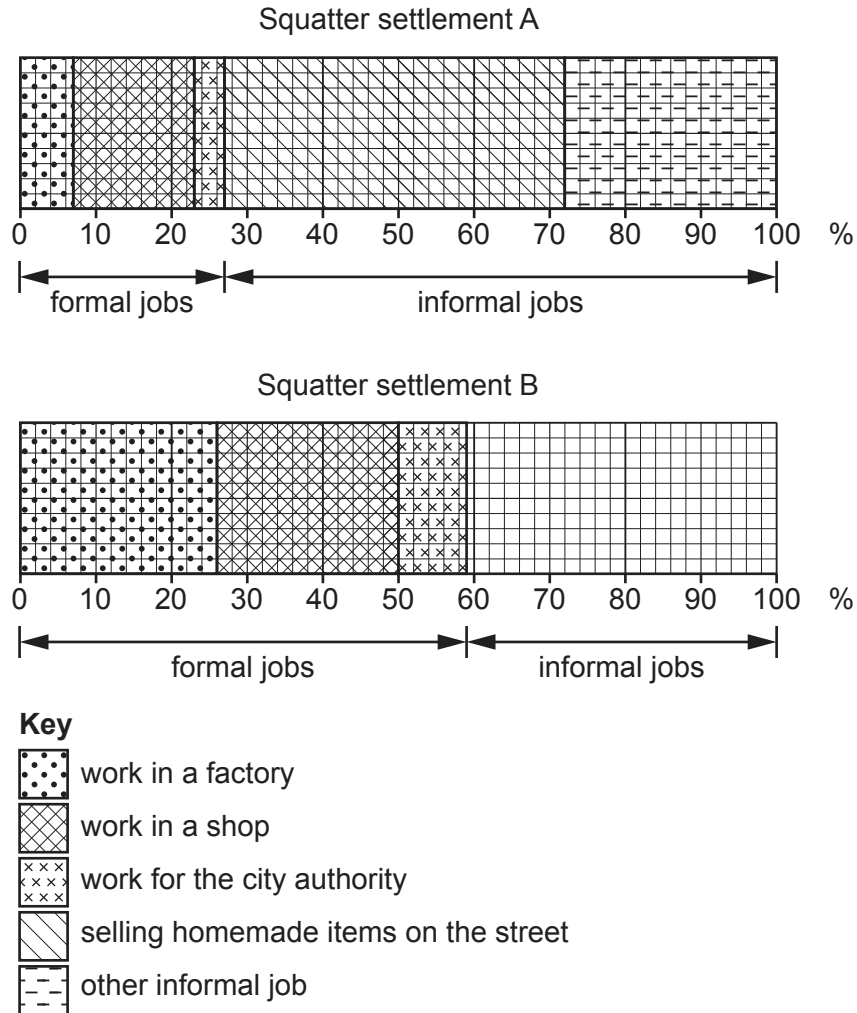 Squatter settlement A
0 10 20 30 40 50 60 70 80 90 100 %
formal jobs informal jobs
Squatter settlement B
0 10 20 30 40 50 60 70 80 90 100 %
formal jobs informal jobs
Key
work in a factory
work in a shop
work for the city authority
selling homemade items on the street
other informal job